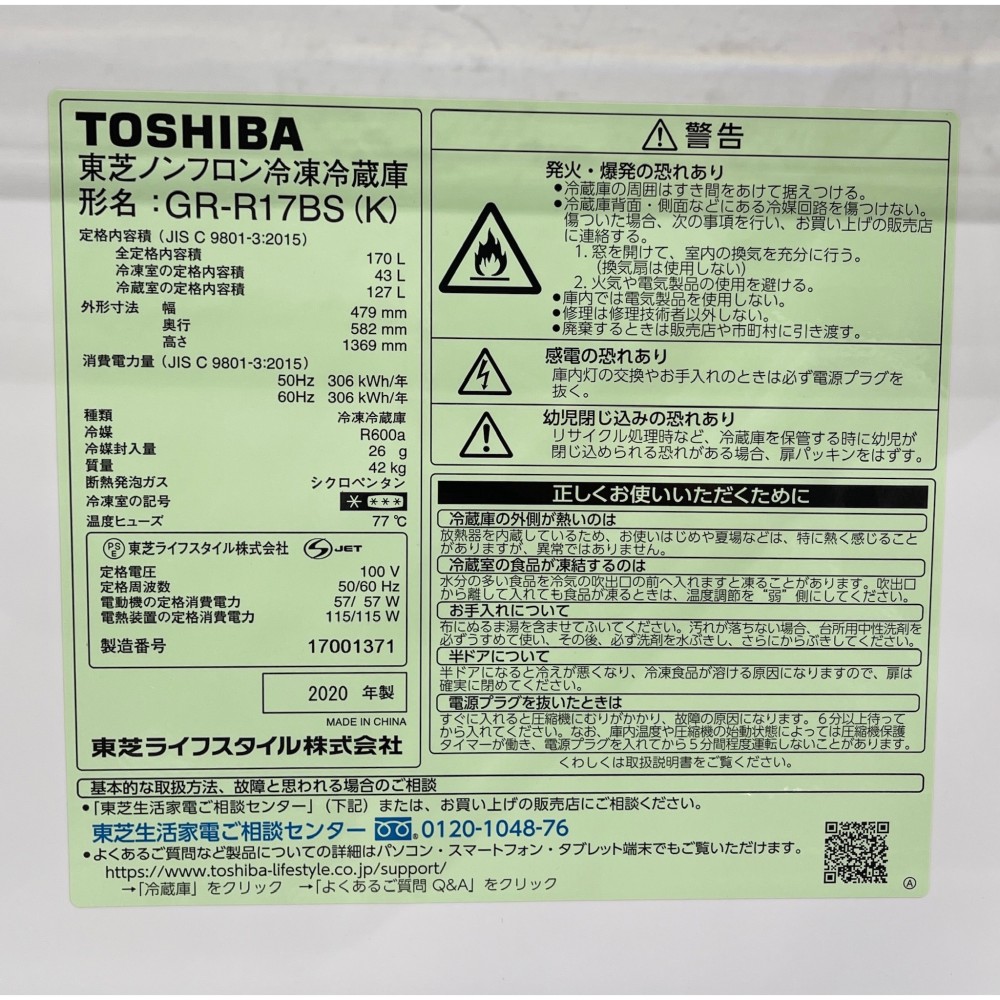 TOSHIBA
東芝ノンフロン冷凍冷蔵庫
形名：GR-R17BS (K)
定格内容積（JIS C 9801-3:2015）
全定格内容積 170 L
冷凍室の定格内容積 43 L
冷蔵室の定格内容積 127 L
外形寸法 幅 479 mm
奥行 582 mm
高さ 1369 mm
消費電力量（JIS C 9801-3:2015）
50Hz 306 kWh/年
60Hz 306 kWh/年
種類 冷凍冷蔵庫
冷媒 R600a
冷媒封入量 26 g
質量 42 kg
断熱発泡ガス シクロペンタン
冷凍室の記号
温度ヒューズ 77 ℃
PSE 東芝ライフスタイル株式会社 JET
定格電圧 100 V
定格周波数 50/60 Hz
電動機の定格消費電力 57/ 57 W
電熱装置の定格消費電力 115/115 W
製造番号 17001371
2020 年製
MADE IN CHINA
東芝ライフスタイル株式会社
警告
発火・爆発の恐れあり
●冷蔵庫の周囲はすき間をあけて据えつける。
●冷蔵庫背面・側面などにある冷媒回路を傷つけない。
傷ついた場合、次の事項を行い、お買い上げの販売店
に連絡する。
1. 窓を開けて、室内の換気を充分に行う。
（換気扇は使用しない）
2. 火気や電気製品の使用を避ける。
●庫内では電気製品を使用しない。
●修理は修理技術者以外しない。
●廃棄するときは販売店や市町村に引き渡す。
感電の恐れあり
庫内灯の交換やお手入れのときは必ず電源プラグを
抜く。
幼児閉じ込みの恐れあり
リサイクル処理時など、冷蔵庫を保管する時に幼児が
閉じ込められる恐れがある場合、扉パッキンをはずす。
正しくお使いいただくために
冷蔵庫の外側が熱いのは
放熱器を内蔵しているため、お使いはじめや夏場などは、特に熱く感じること
がありますが、異常ではありません。
冷蔵室の食品が凍結するのは
水分の多い食品を冷気の吹出口の前へ入れますと凍ることがあります。吹出口
から離して入れても食品が凍るときは、温度調節を“弱”側にしてください。
お手入れについて
布にぬるま湯を含ませてふいてください。汚れが落ちない場合、台所用中性洗剤を
必ずうすめて使い、その後、必ず洗剤を水ぶきし、さらにからぶきしてください。
半ドアについて
半ドアになると冷えが悪くなり、冷凍食品が溶ける原因になりますので、扉は
確実に閉めてください。
電源プラグを抜いたときは
すぐに入れると圧縮機にむりがかかり、故障の原因になります。6分以上待って
から入れてください。なお、庫内温度や圧縮機の始動状態によっては圧縮機保護
タイマーが働き、電源プラグを入れてから5分間程度運転しないことがあります。
くわしくは取扱説明書をご覧ください。
基本的な取扱方法、故障と思われる場合のご相談
●「東芝生活家電ご相談センター」（下記）または、お買い上げの販売店にご相談ください。
東芝生活家電ご相談センター 0120-1048-76
●よくあるご質問など製品についての詳細はパソコン・スマートフォン・タブレット端末でもご覧いただけます。
https://www.toshiba-lifestyle.co.jp/support/
→「冷蔵庫」をクリック →「よくあるご質問 Q&A」をクリック
Ⓐ